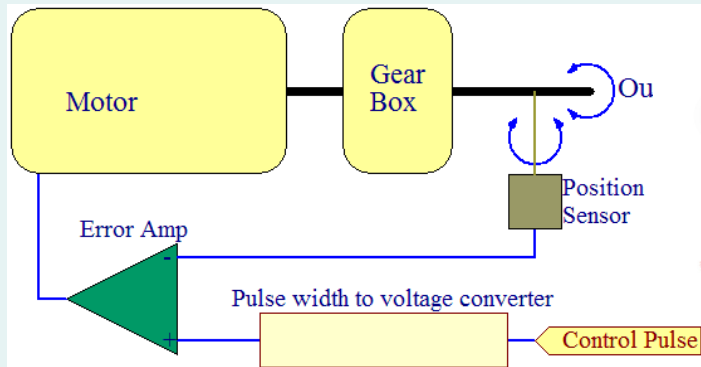 Motor
Gear
Box
Ou
Position
Sensor
Error Amp
-
Pulse width to voltage converter
+
Control Pulse